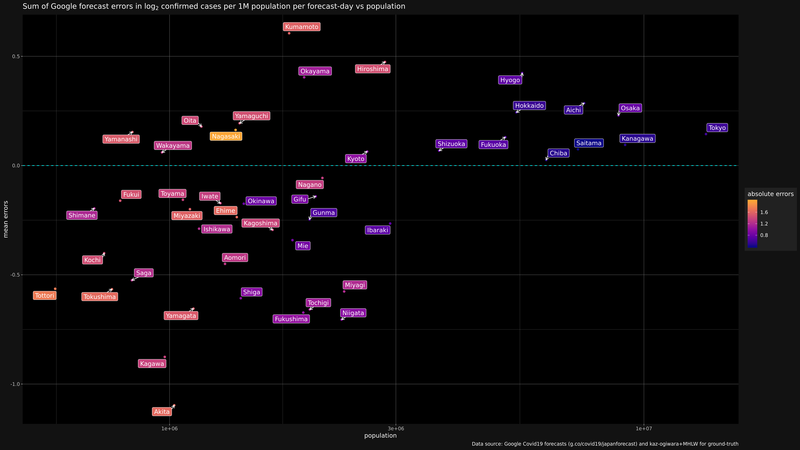 Sum of Google forecast errors in log₂ confirmed cases per 1M population per forecast-day vs population
Kumamoto
0.5
Okayama
Hiroshima
Hyogo
Hokkaido
Aichi
Osaka
Oita
Yamaguchi
Tokyo
Yamanashi
Nagasaki
Wakayama
Shizuoka
Fukuoka
Saitama
Kanagawa
Kyoto
Chiba
0.0
Nagano
absolute errors
Fukui
Toyama
Iwate
Okinawa
Gifu
1.6
Shimane
Miyazaki
Ehime
Gunma
1.2
mean errors
Ishikawa
Kagoshima
Ibaraki
0.8
Mie
Kochi
Aomori
Saga
-0.5
Tottori
Tokushima
Shiga
Miyagi
Tochigi
Yamagata
Fukushima
Niigata
Kagawa
-1.0
Akita
1e+06
3e+06
1e+07
population
Data source: Google Covid19 forecasts (g.co/covid19/japanforecast) and kaz-ogiwara+MHLW for ground-truth